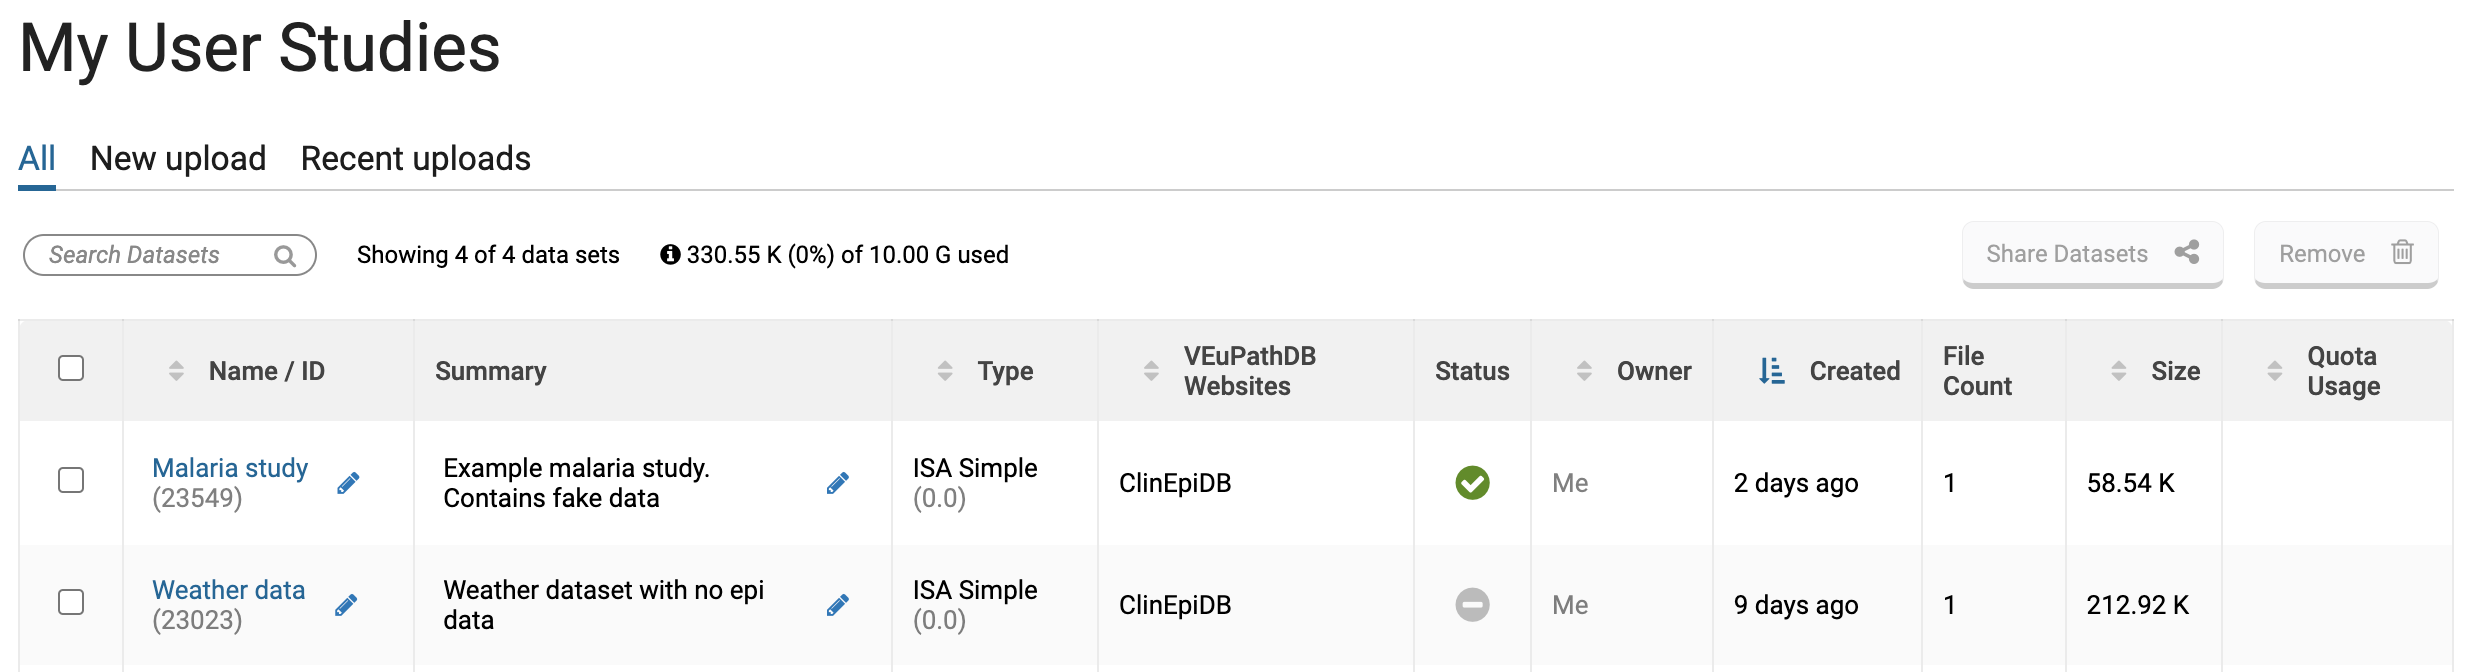 My User Studies
All New upload Recent uploads
Search Datasets Showing 4 of 4 data sets 330.55 K (0%) of 10.00 G used Share Datasets Remove
Name / ID Summary Type VEuPathDB Websites Status Owner Created File Count Size Quota Usage
Malaria study Example malaria study. ISA Simple
(23549) Contains fake data (0.0) ClinEpiDB Me 2 days ago 1 58.54 K
Weather data Weather dataset with no epi ISA Simple
(23023) data (0.0) ClinEpiDB Me 9 days ago 1 212.92 K